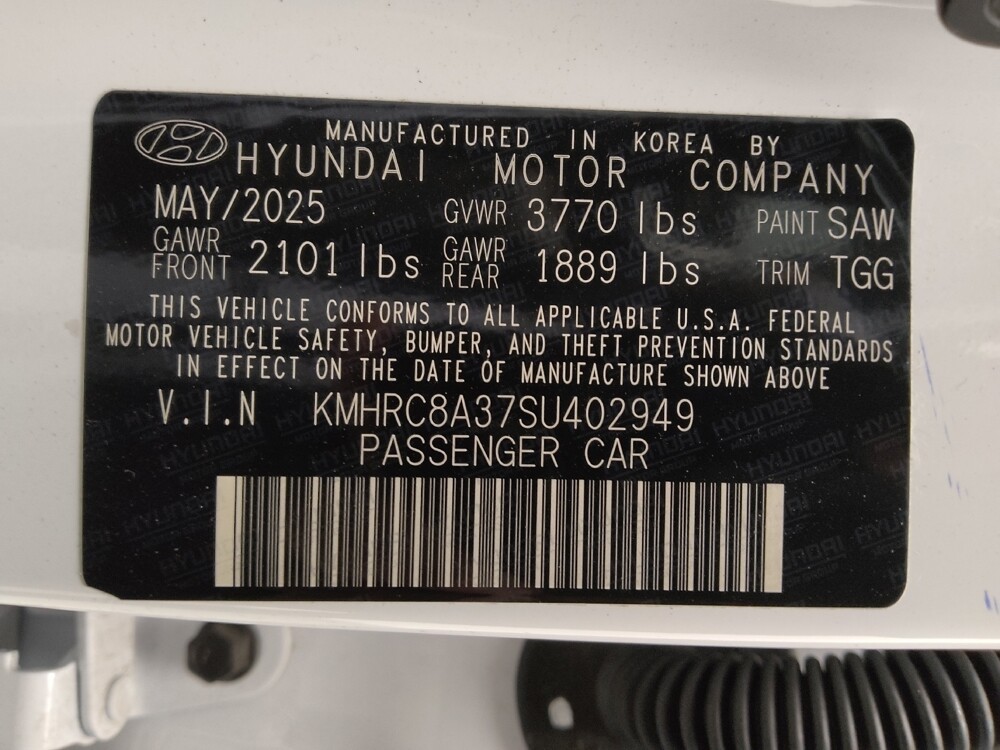 MANUFACTURED IN KOREA BY
HYUNDAI MOTOR COMPANY
MAY/2025 GVWR 3770 lbs PAINT SAW
GAWR FRONT 2101 lbs GAWR REAR 1889 lbs TRIM TGG
THIS VEHICLE CONFORMS TO ALL APPLICABLE U.S.A. FEDERAL
MOTOR VEHICLE SAFETY, BUMPER, AND THEFT PREVENTION STANDARDS
IN EFFECT ON THE DATE OF MANUFACTURE SHOWN ABOVE
V.I.N KMHRC8A37SU402949
PASSENGER CAR